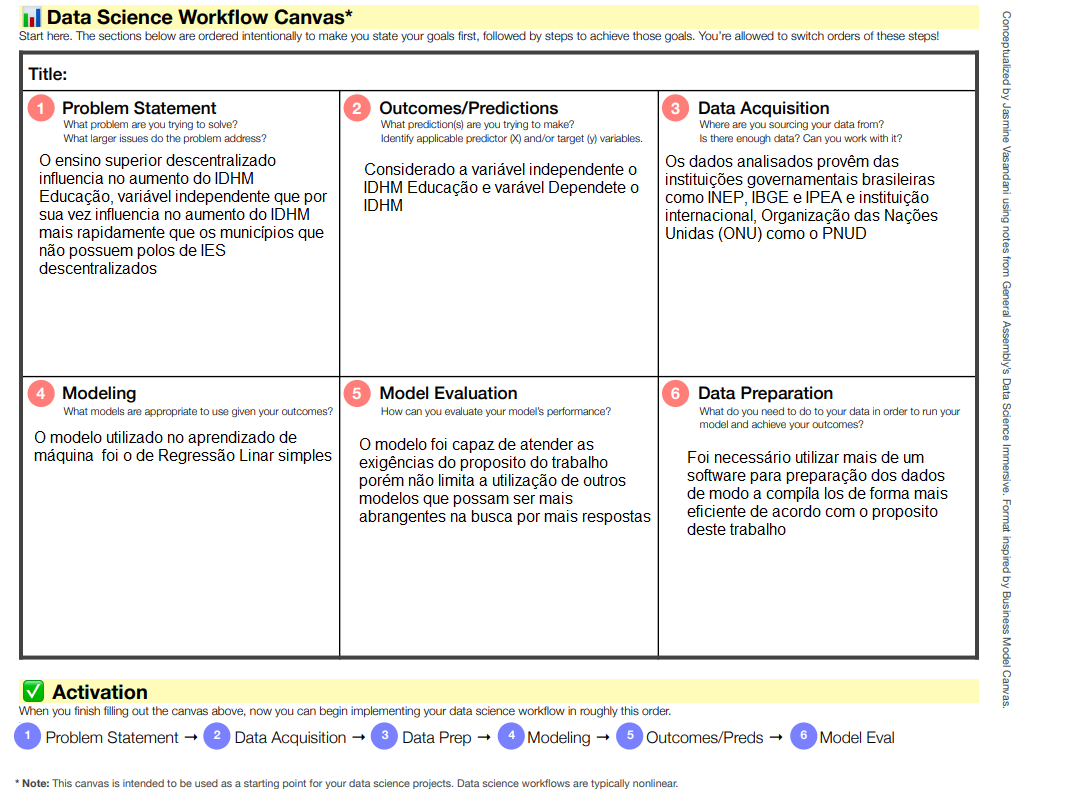 Data Science Workflow Canvas*
Start here. The sections below are ordered intentionally to make you state your goals first, followed by steps to achieve those goals. You're allowed to switch orders of these steps!
Title:
1 Problem Statement
What problem are you trying to solve?
What larger issues do the problem address?
O ensino superior descentralizado
influencia no aumento do IDHM
Educação, variável independente que por
sua vez influencia no aumento do IDHM
mais rapidamente que os municípios que
não possuem polos de IES
descentralizados
2 Outcomes/Predictions
What prediction(s) are you trying to make?
Identify applicable predictor (X) and/or target (y) variables.
Considerado a variável independente o
IDHM Educação e varável Dependete o
IDHM
3 Data Acquisition
Where are you sourcing your data from?
Is there enough data? Can you work with it?
Os dados analisados provêm das
instituições governamentais brasileiras
como INEP, IBGE e IPEA e instituição
internacional, Organização das Nações
Unidas (ONU) como o PNUD
4 Modeling
What models are appropriate to use given your outcomes?
O modelo utilizado no aprendizado de
máquina foi o de Regressão Linar simples
5 Model Evaluation
How can you evaluate your model's performance?
O modelo foi capaz de atender as
exigências do proposito do trabalho
porém não limita a utilização de outros
modelos que possam ser mais
abrangentes na busca por mais respostas
6 Data Preparation
What do you need to do to your data in order to run your
model and achieve your outcomes?
Foi necessário utilizar mais de um
software para preparação dos dados
de modo a compíla los de forma mais
eficiente de acordo com o proposito
deste trabalho
Activation
When you finish filling out the canvas above, now you can begin implementing your data science workflow in roughly this order.
1 Problem Statement → 2 Data Acquisition → 3 Data Prep → 4 Modeling → 5 Outcomes/Preds → 6 Model Eval
* Note: This canvas is intended to be used as a starting point for your data science projects. Data science workflows are typically nonlinear.
Conceptualized by Jasmine Vasandani using notes from General Assembly's Data Science Immersive. Format inspired by Business Model Canvas.